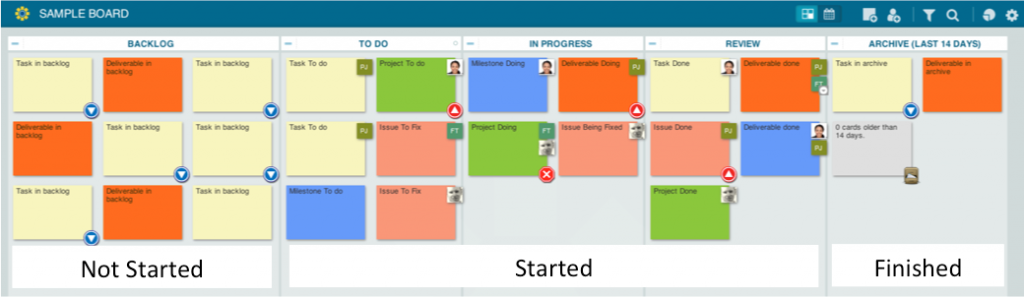 SAMPLE BOARD
BACKLOG
TO DO
IN PROGRESS
REVIEW
ARCHIVE (LAST 14 DAYS)
Task in backlog
Deliverable in
backlog
Task in backlog
Deliverable in
backlog
Task in backlog
Task in backlog
Task in backlog
Deliverable in
backlog
Task in backlog
Task To do
PJ
Project To do
Task To do
PJ
Issue To Fix
FT
Milestone To do
Issue To Fix
Milestone Doing
Deliverable Doing
PJ
Project Doing
FT
Issue Being Fixed
Task Done
Deliverable done
PJ
FT
Issue Done
PJ
Deliverable done
PJ
Project Done
Task in archive
Deliverable in
archive
0 cards older than
14 days.
Not Started
Started
Finished